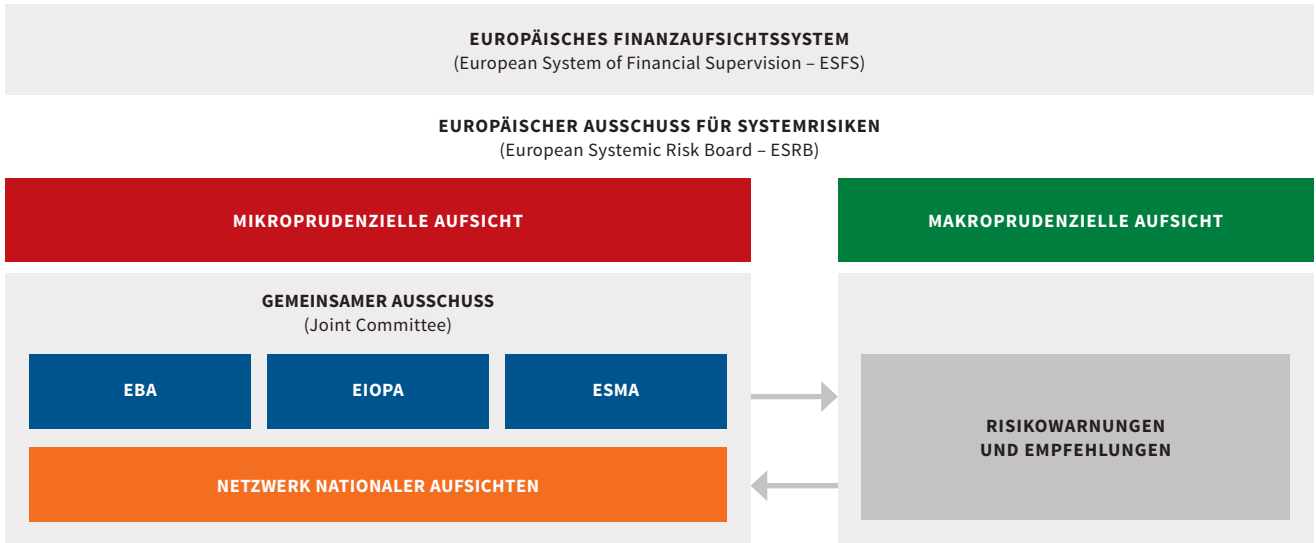 EUROPÄISCHES FINANZAUFSICHTSSYSTEM
(European System of Financial Supervision – ESFS)
EUROPÄISCHER AUSSCHUSS FÜR SYSTEMRISIKEN
(European Systemic Risk Board – ESRB)
MIKROPRUDENZIELLE AUFSICHT
MAKROPRUDENZIELLE AUFSICHT
GEMEINSAMER AUSSCHUSS
(Joint Committee)
EBA
EIOPA
ESMA
NETZWERK NATIONALER AUFSICHTEN
RISIKOWARNUNGEN
UND EMPFEHLUNGEN